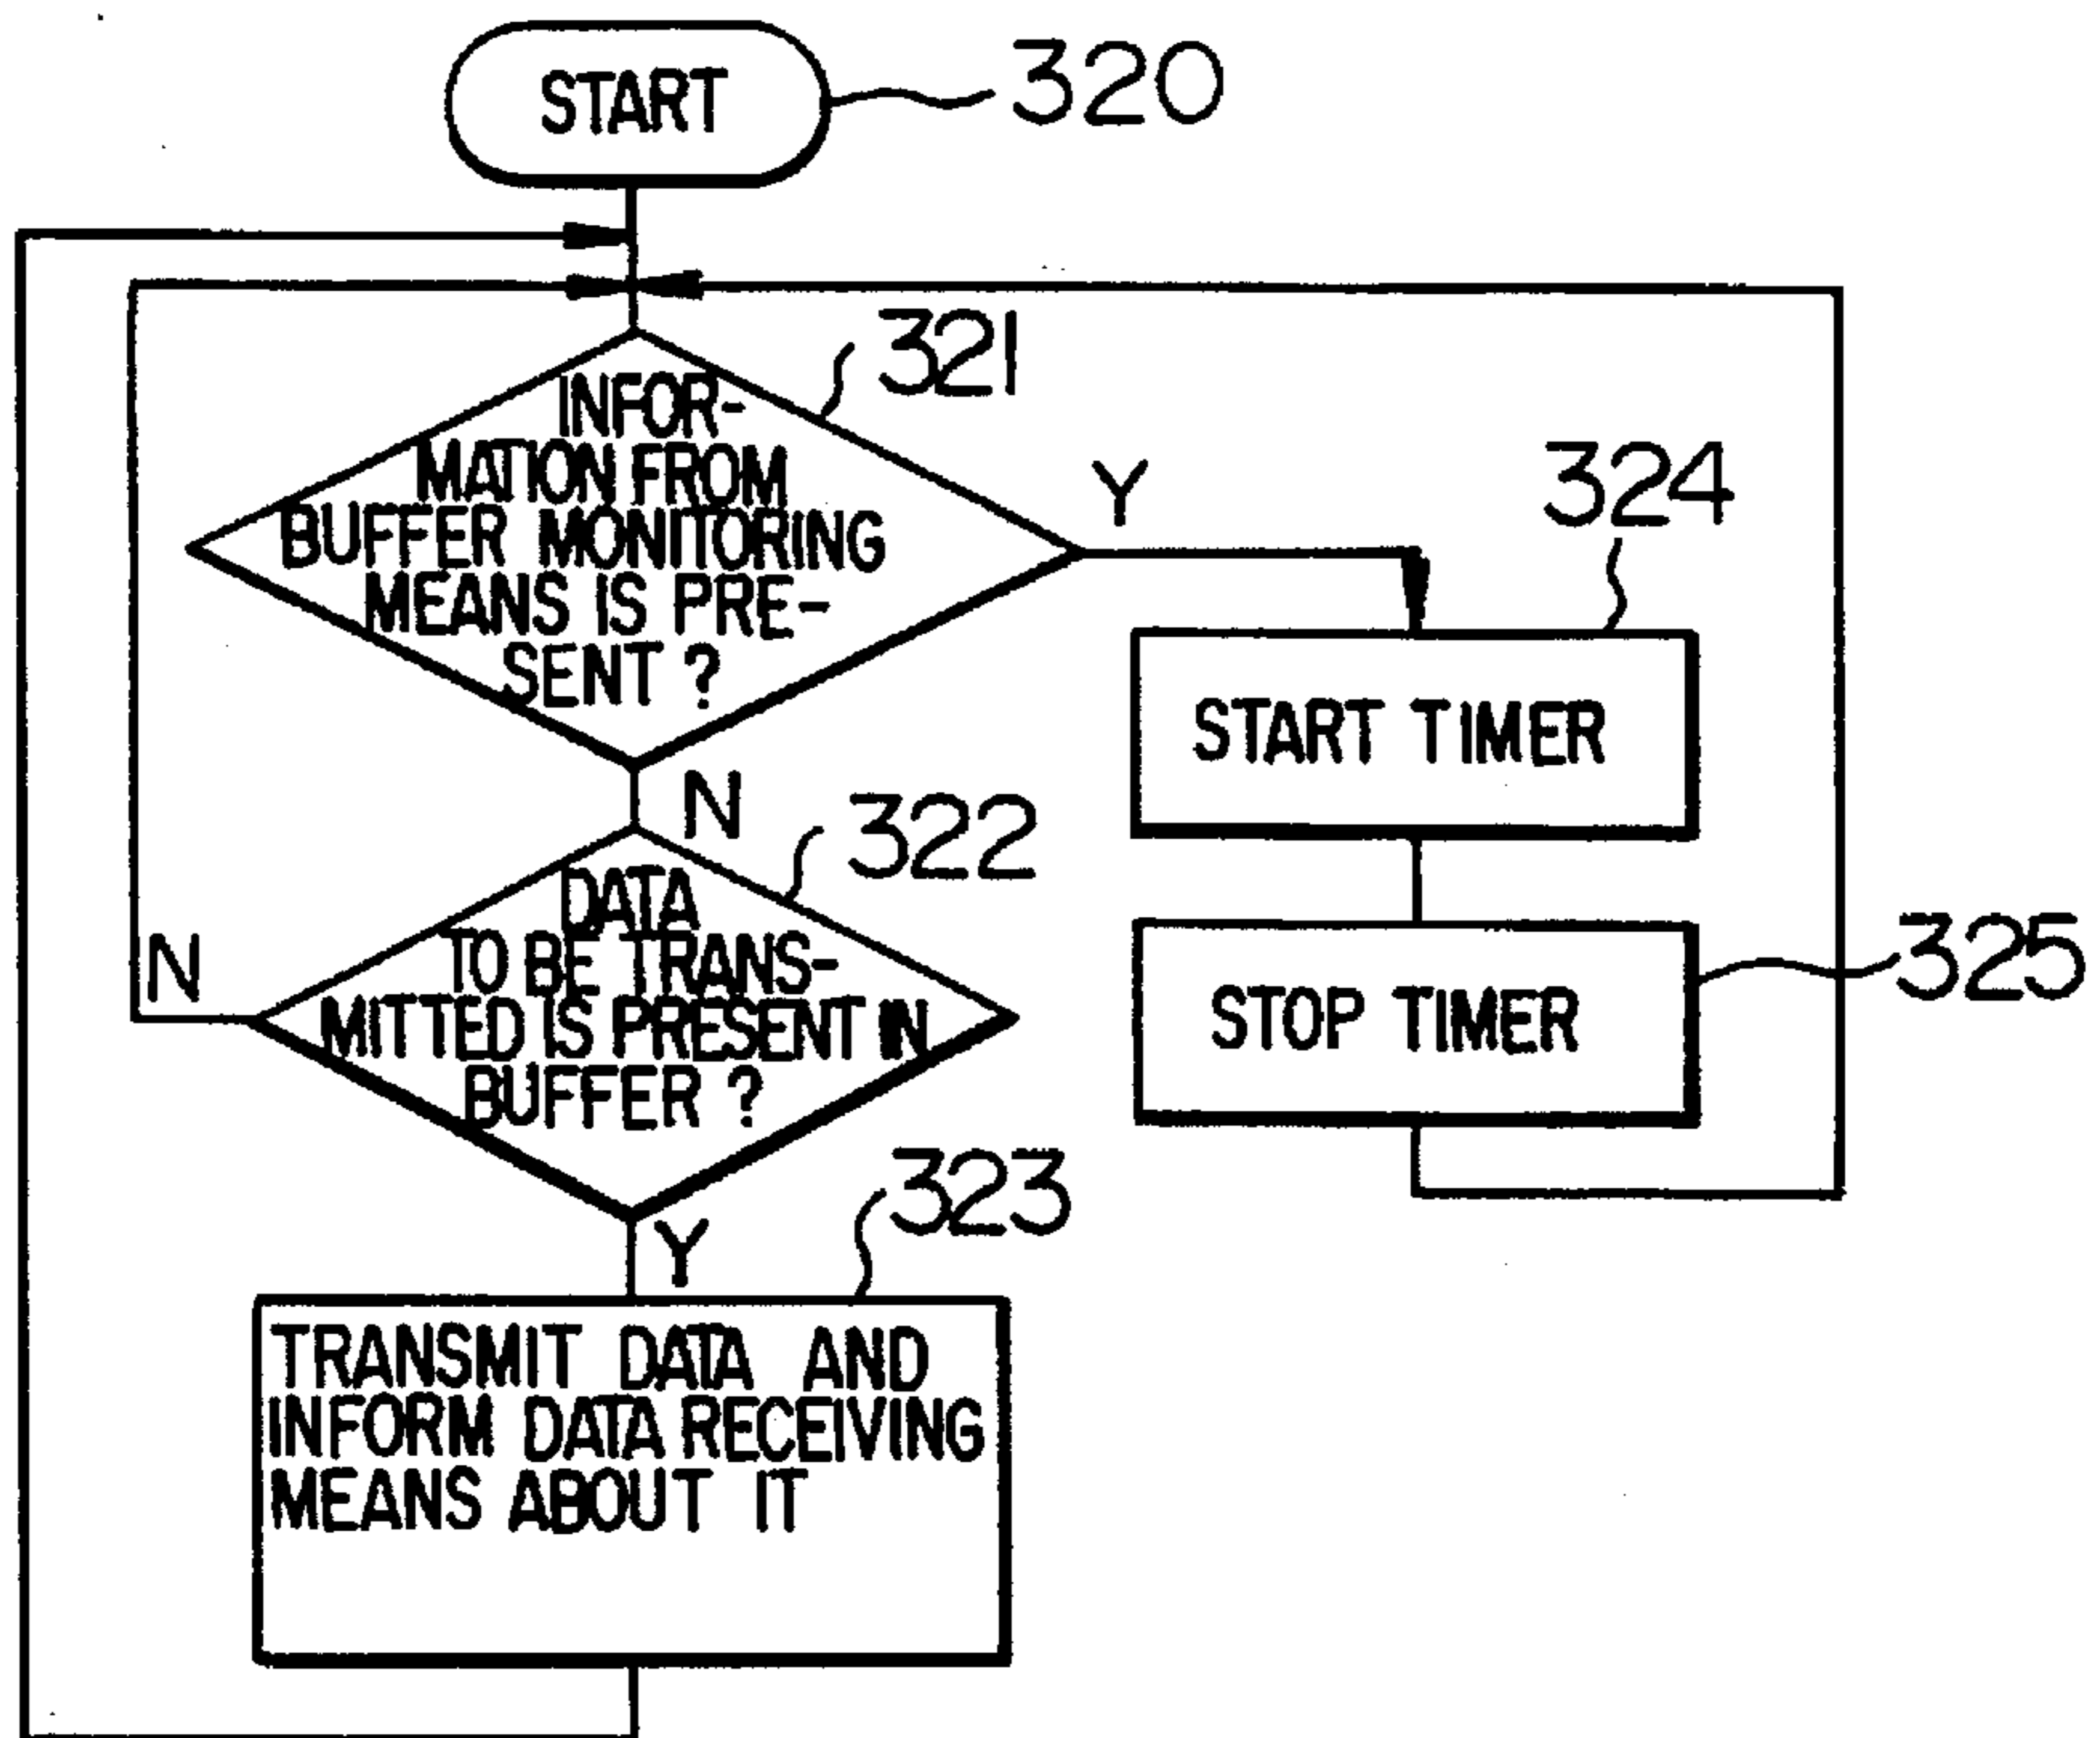 START
320
321
INFOR-
MATION FROM
BUFFER MONITORING
MEANS IS PRE-
SENT ?
Y
N
324
START TIMER
325
STOP TIMER
322
DATA
TO BE TRANS-
MITTED IS PRESENT IN
BUFFER ?
N
Y
323
TRANSMIT DATA AND
INFORM DATA RECEIVING
MEANS ABOUT IT